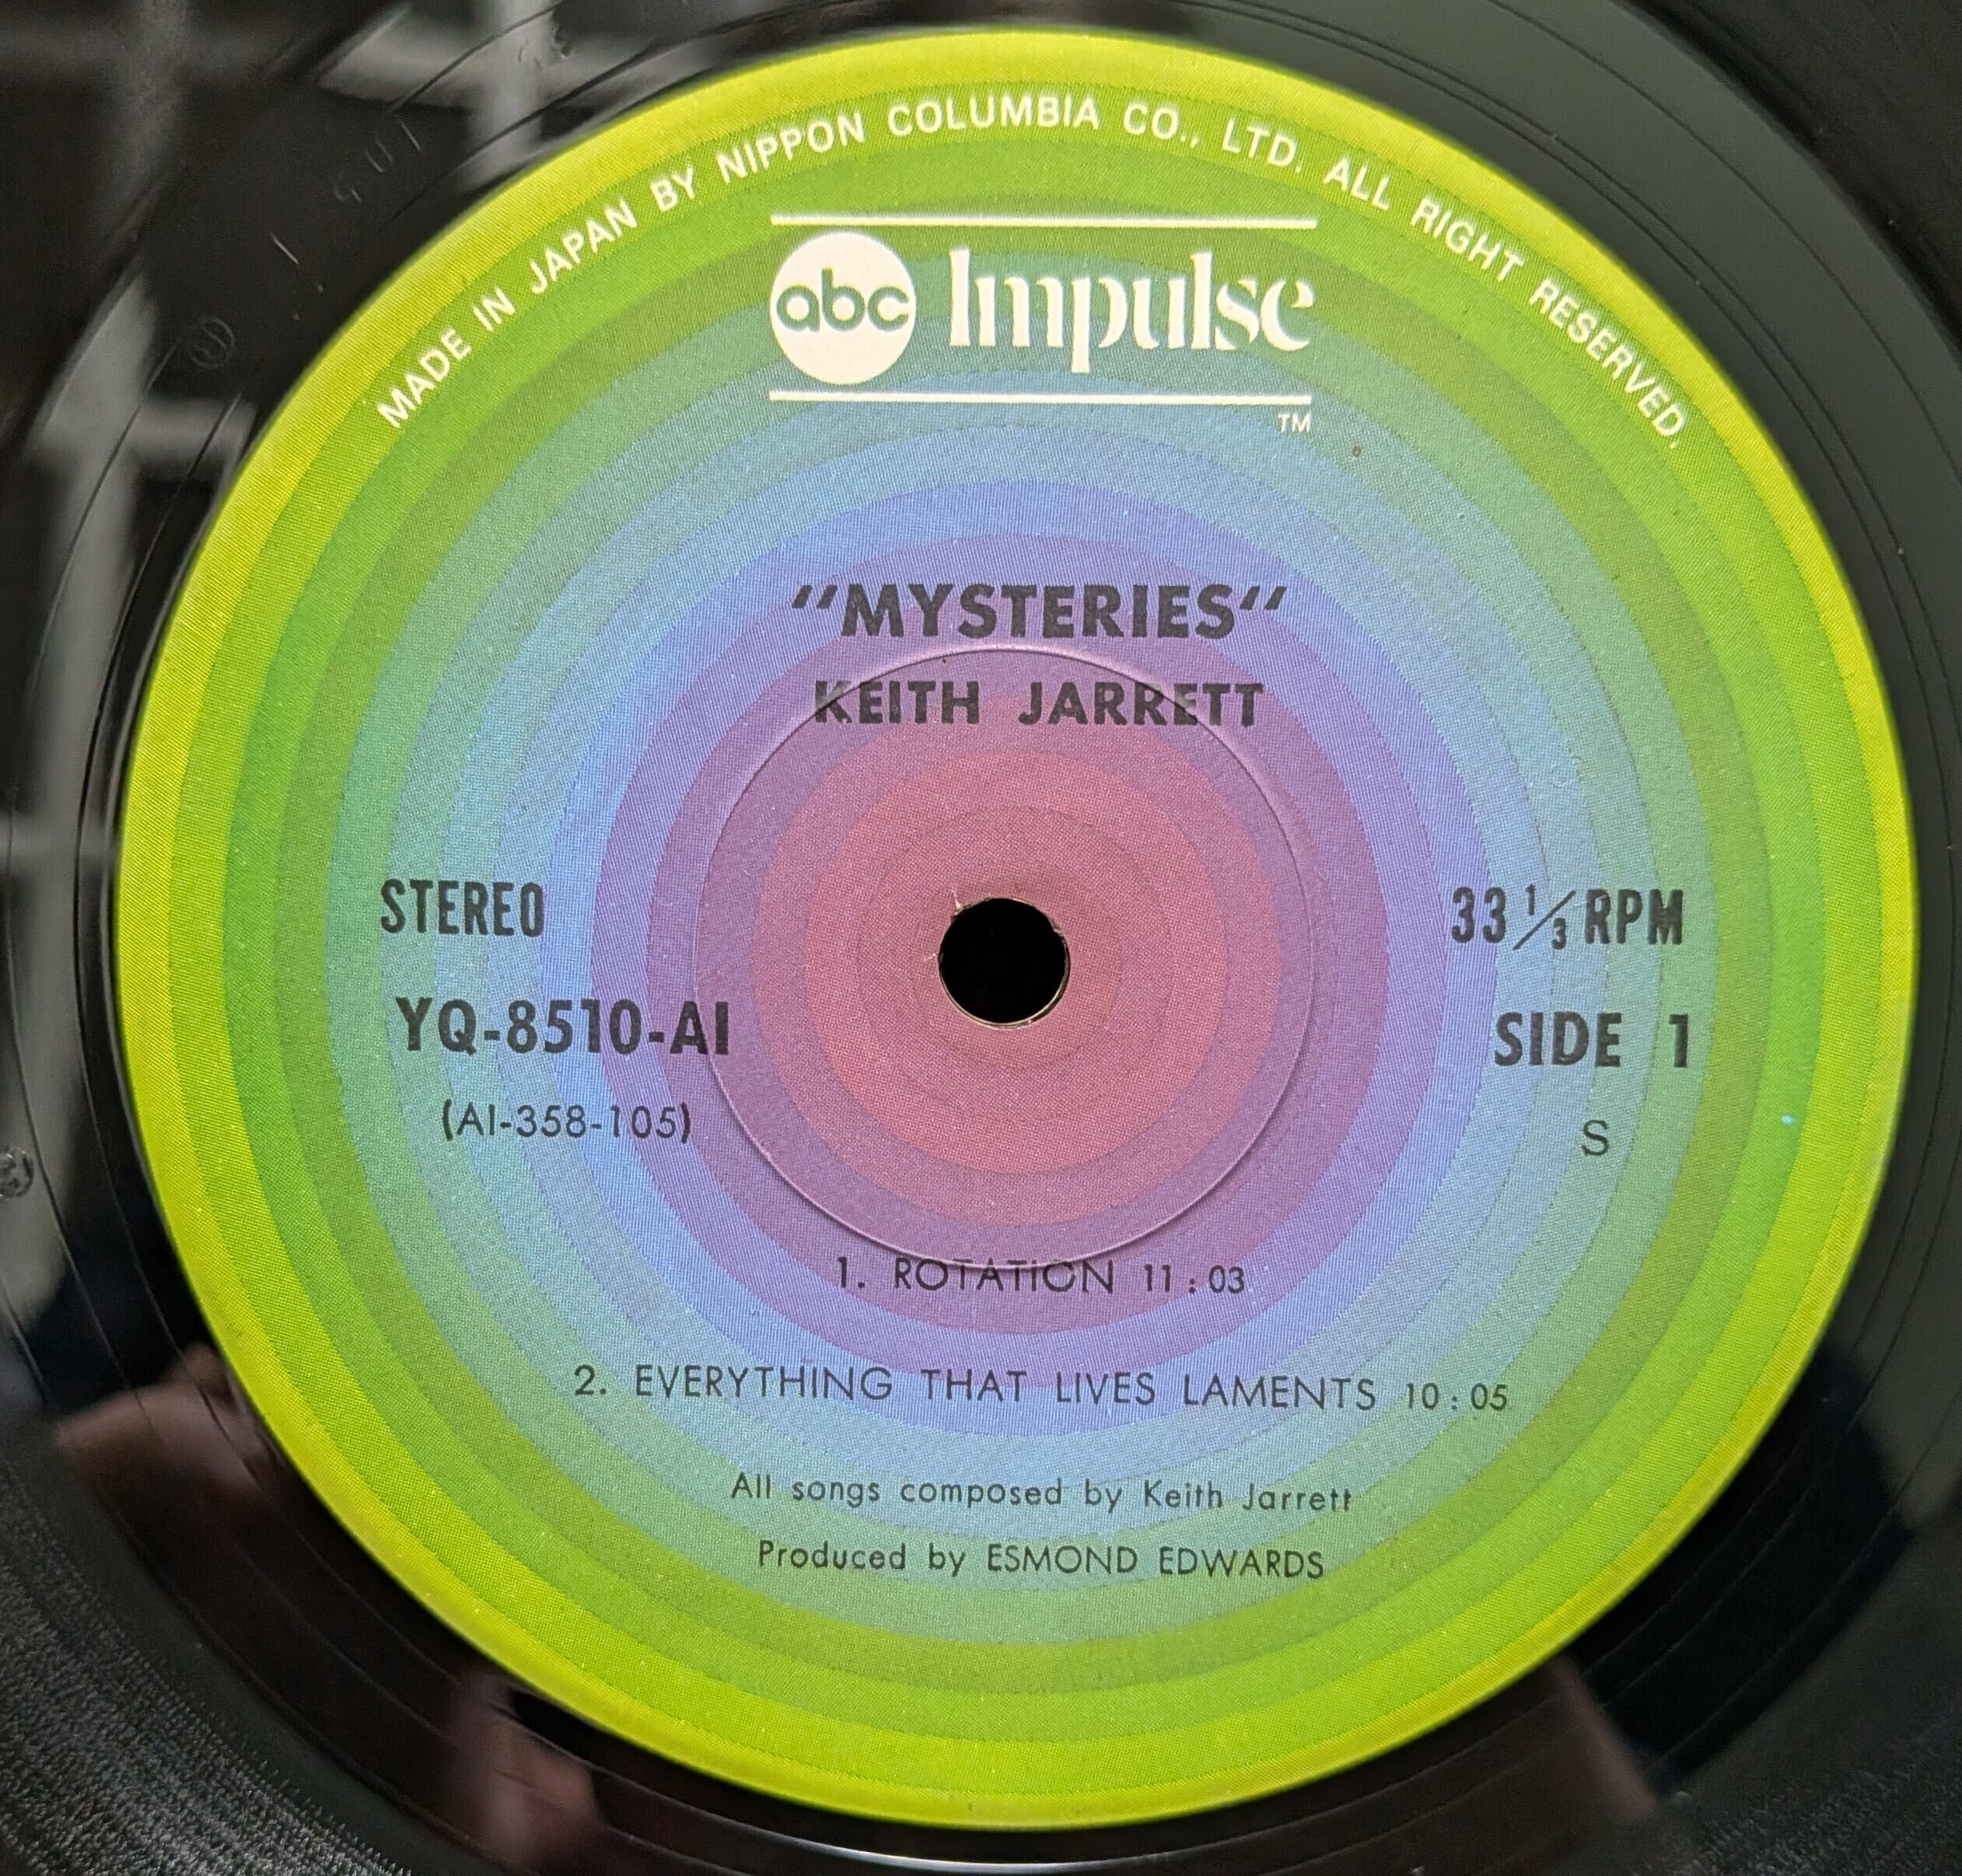 MADE IN JAPAN BY NIPPON COLUMBIA CO., LTD. ALL RIGHT RESERVED.
abc Impulse
TM
"MYSTERIES"
KEITH JARRETT
STEREO
33 1/3 RPM
YQ-8510-AI
SIDE 1
(AI-358-105)
S
1. ROTATION 11:03
2. EVERYTHING THAT LIVES LAMENTS 10:05
All songs composed by Keith Jarrett
Produced by ESMOND EDWARDS